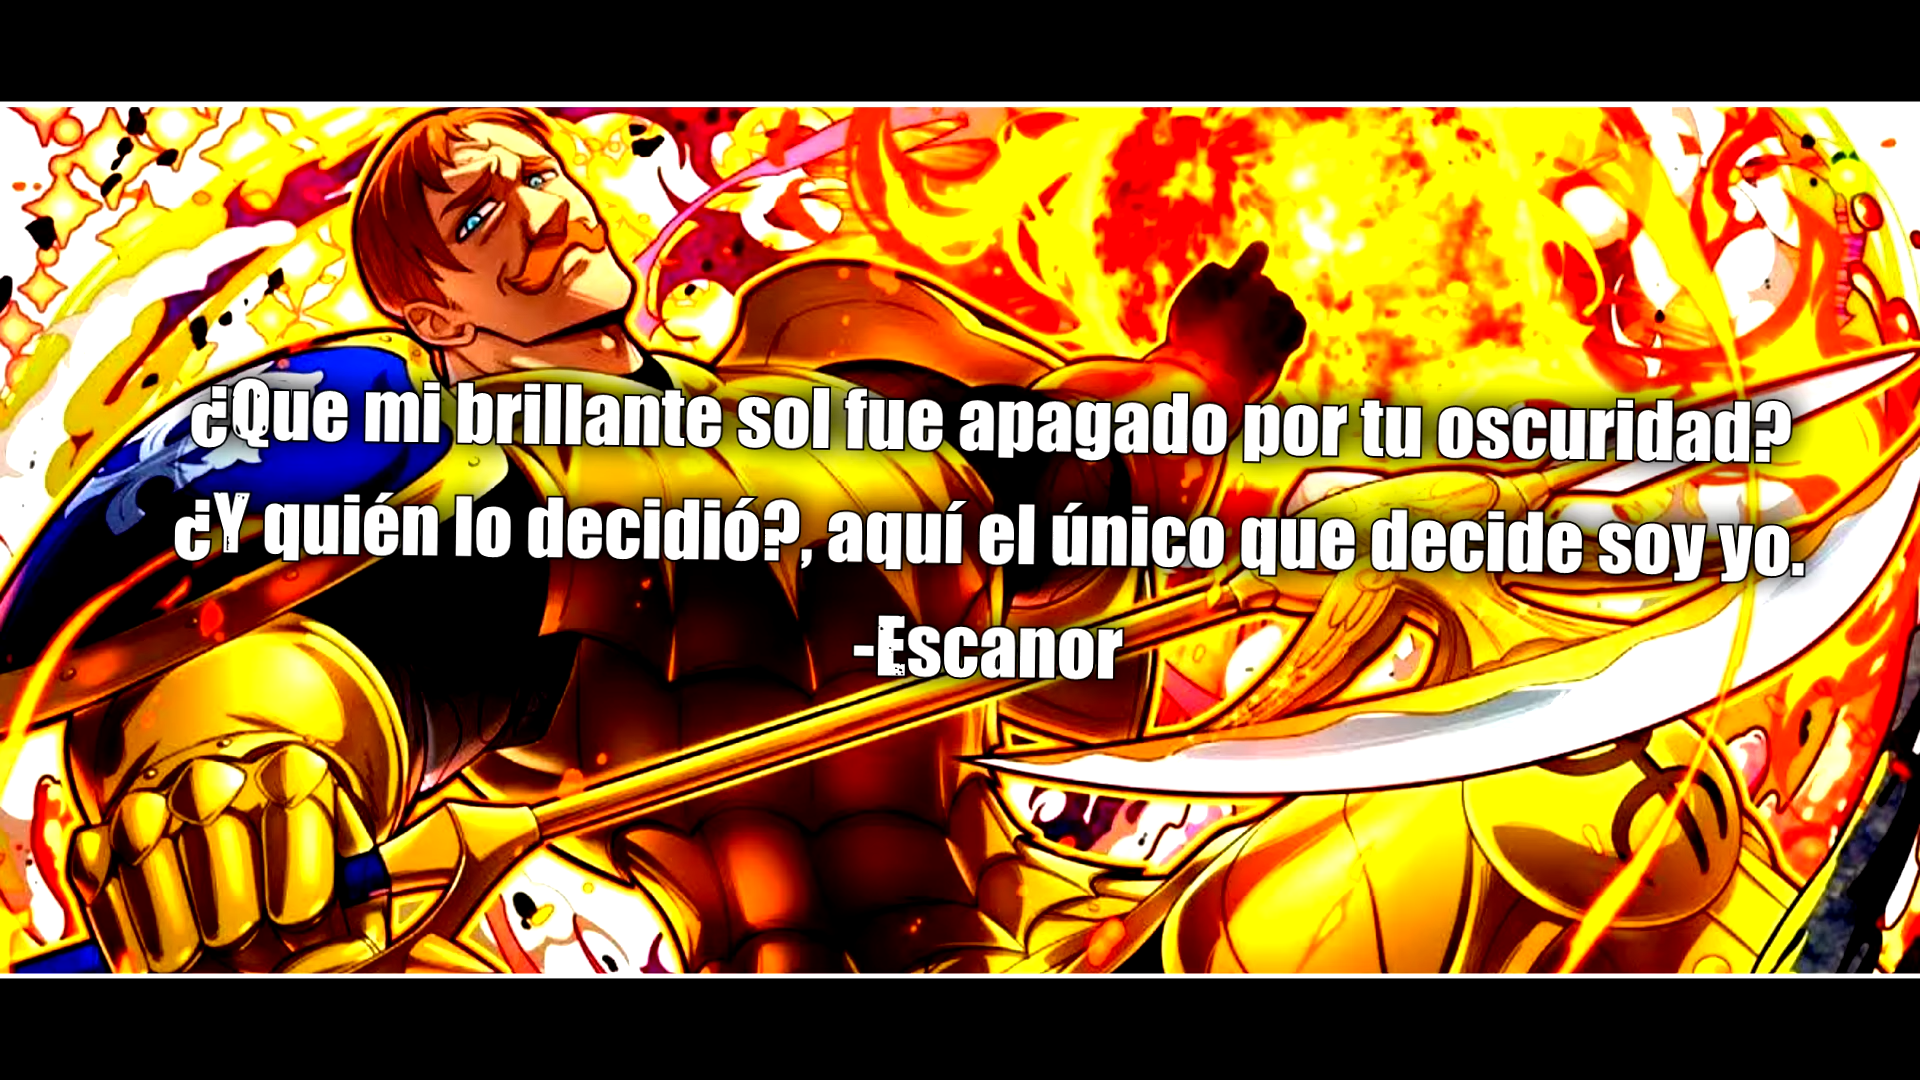 ¿Que mi brillante sol fue apagado por tu oscuridad?
¿Y quién lo decidió?, aquí el único que decide soy yo.
-Escanor